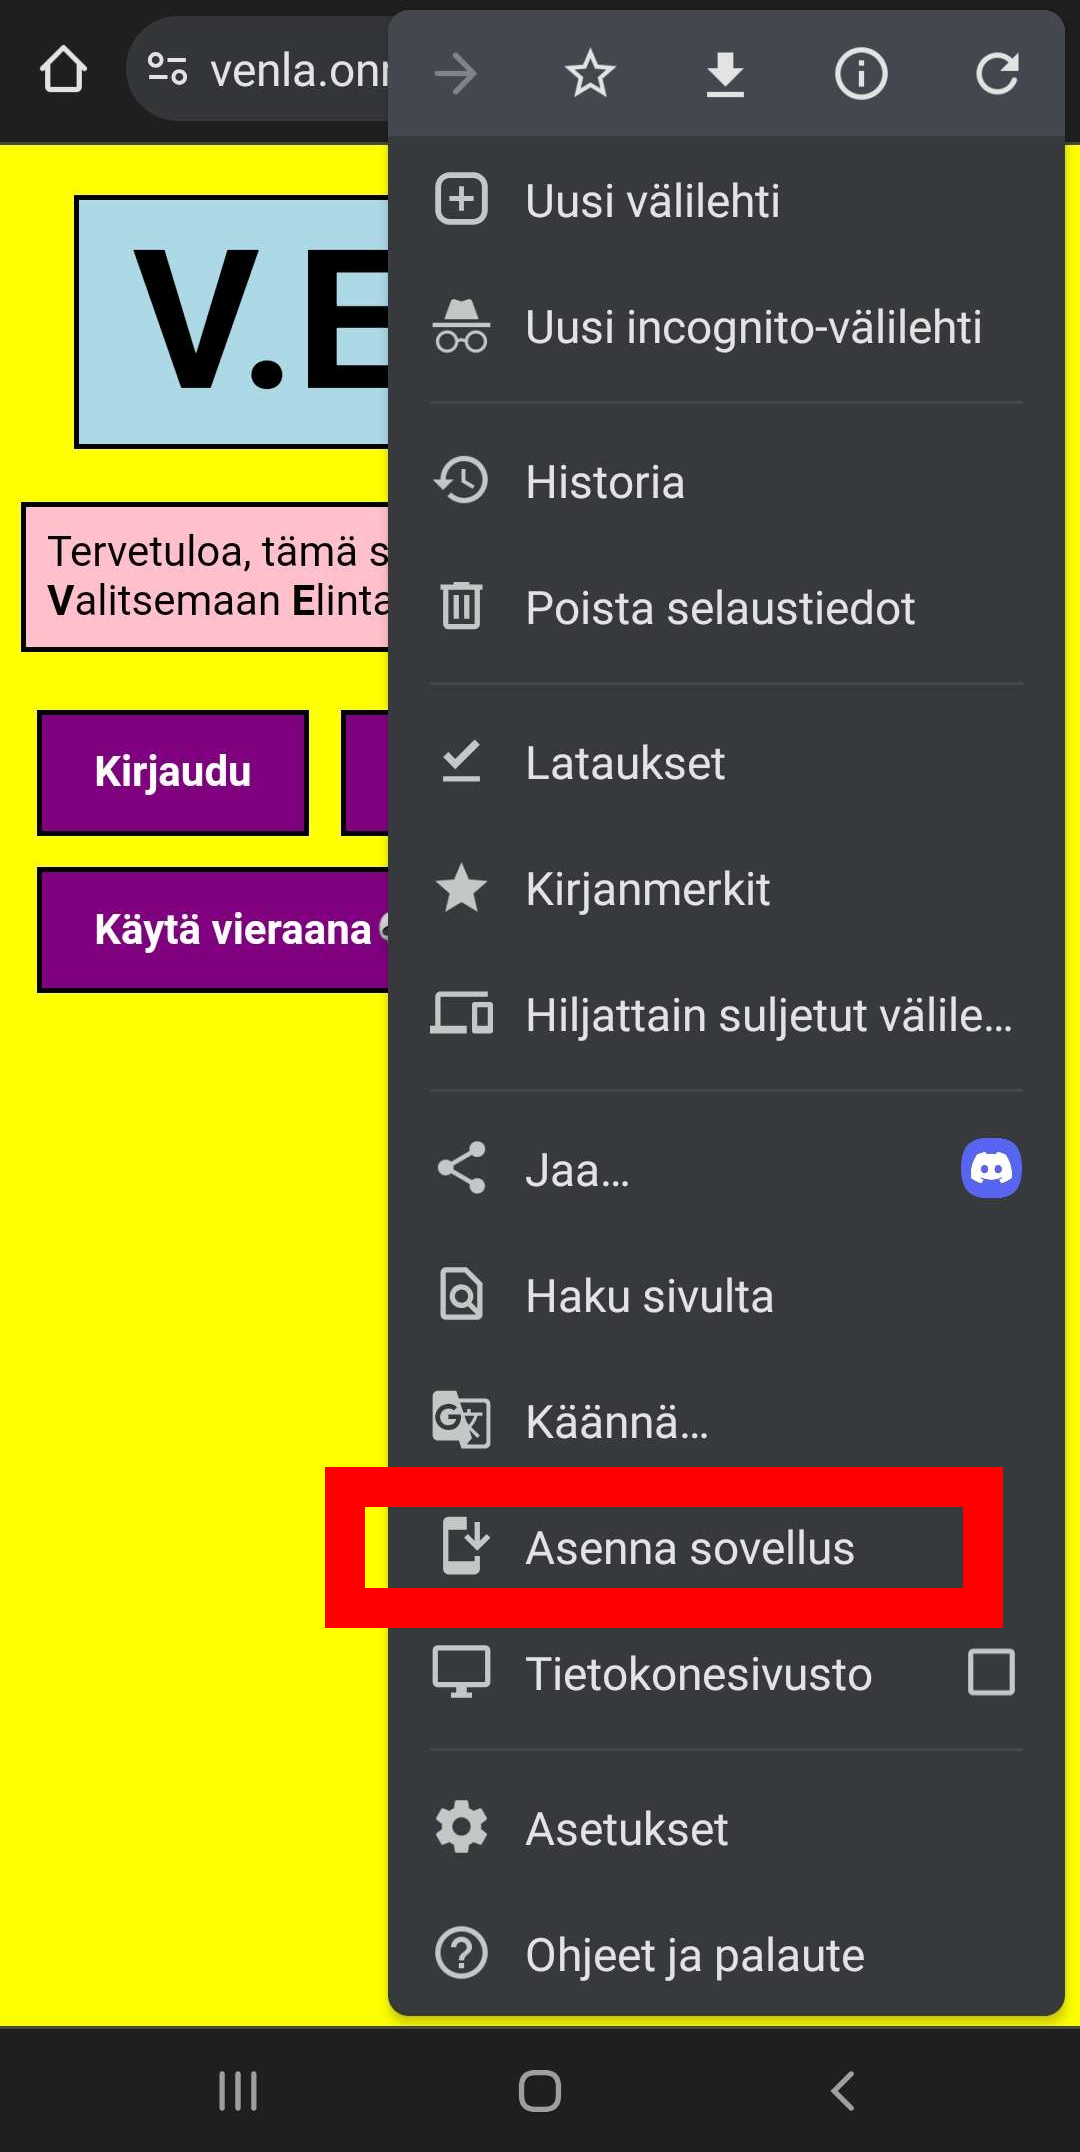 venla.onr
V.E
Tervetuloa, tämä s
Valitsemaan Elinta
Kirjaudu
Käytä vieraana
Uusi välilehti
Uusi incognito-välilehti
Historia
Poista selaustiedot
Lataukset
Kirjanmerkit
Hiljattain suljetut välile...
Jaa...
Haku sivulta
Käännä...
Asenna sovellus
Tietokonesivusto
Asetukset
Ohjeet ja palaute